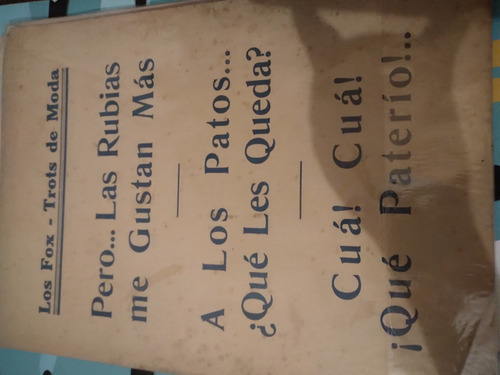 Los Fox - Trots de Moda
Pero... Las Rubias
me Gustan Más
A Los Patos...
¿Qué Les Queda?
Cuá! Cuá!
¡Qué Paterío!..